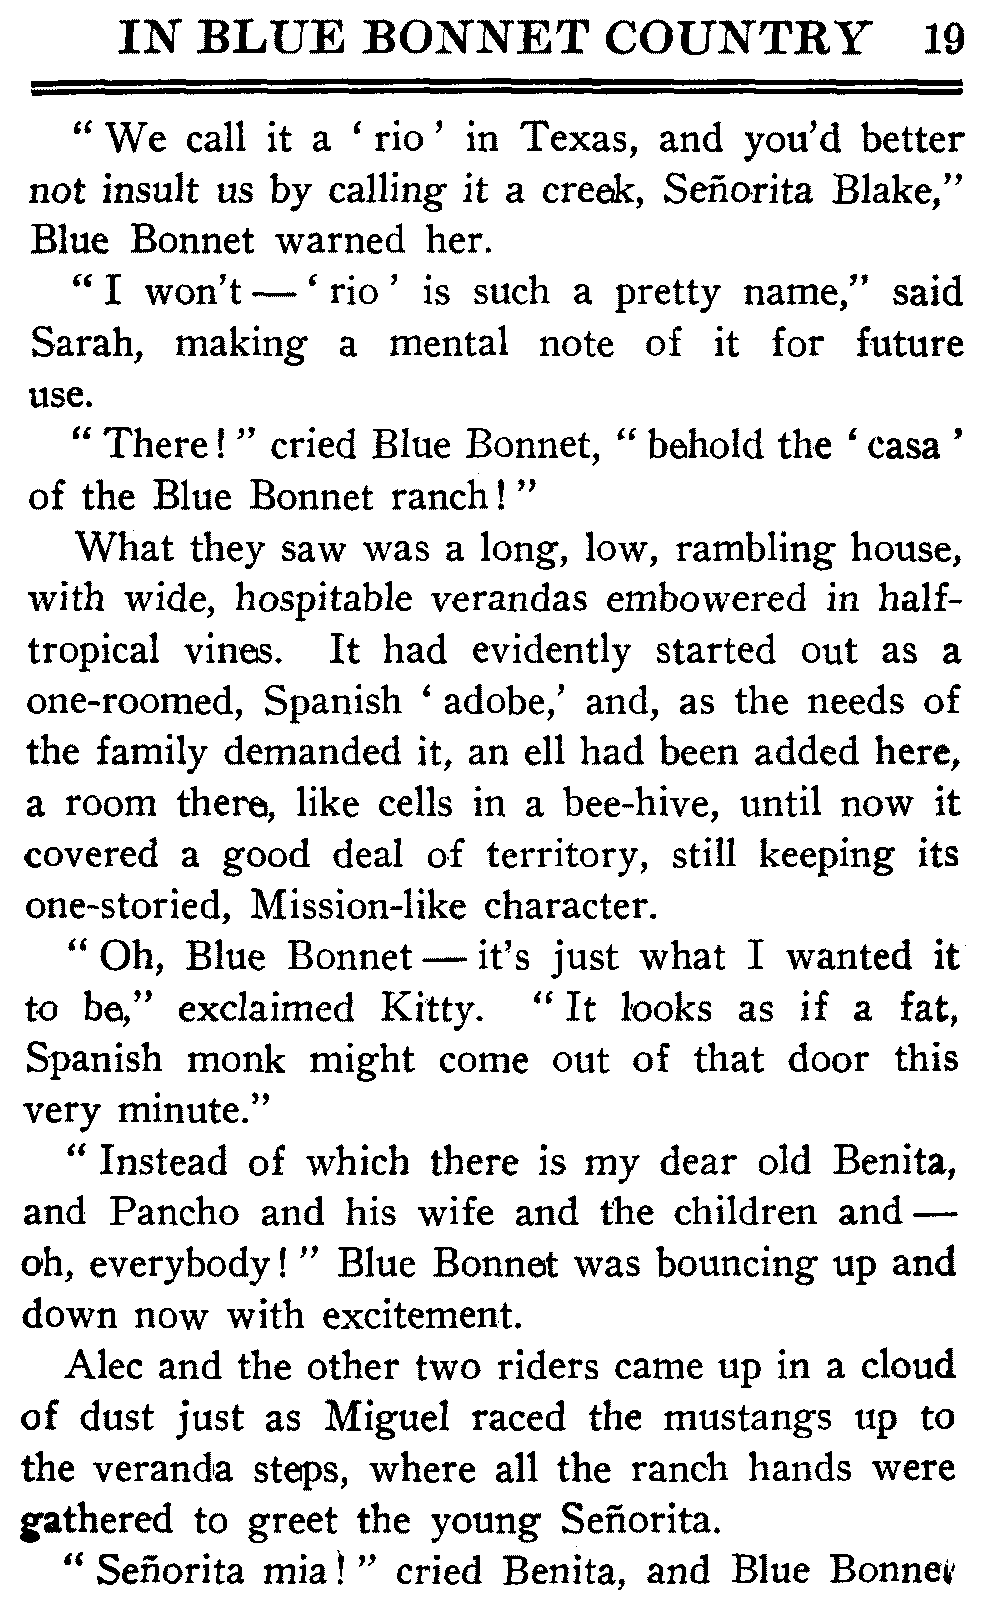 IN BLUE BONNET COUNTRY 19
“ We call it a ‘ rio ’ in Texas, and you'd better
not insult us by calling it a creek, Señorita Blake,”
Blue Bonnet warned her.
“ I won't — ‘ rio ’ is such a pretty name,” said
Sarah, making a mental note of it for future
use.
“ There ! ” cried Blue Bonnet, “ behold the ‘ casa ’
of the Blue Bonnet ranch ! ”
What they saw was a long, low, rambling house,
with wide, hospitable verandas embowered in half-
tropical vines. It had evidently started out as a
one-roomed, Spanish ‘ adobe,’ and, as the needs of
the family demanded it, an ell had been added here,
a room there, like cells in a bee-hive, until now it
covered a good deal of territory, still keeping its
one-storied, Mission-like character.
“ Oh, Blue Bonnet — it's just what I wanted it
to be,” exclaimed Kitty. “ It looks as if a fat,
Spanish monk might come out of that door this
very minute.”
“ Instead of which there is my dear old Benita,
and Pancho and his wife and the children and —
oh, everybody ! ” Blue Bonnet was bouncing up and
down now with excitement.
Alec and the other two riders came up in a cloud
of dust just as Miguel raced the mustangs up to
the veranda steps, where all the ranch hands were
gathered to greet the young Señorita.
“ Señorita mia ! ” cried Benita, and Blue Bonnet